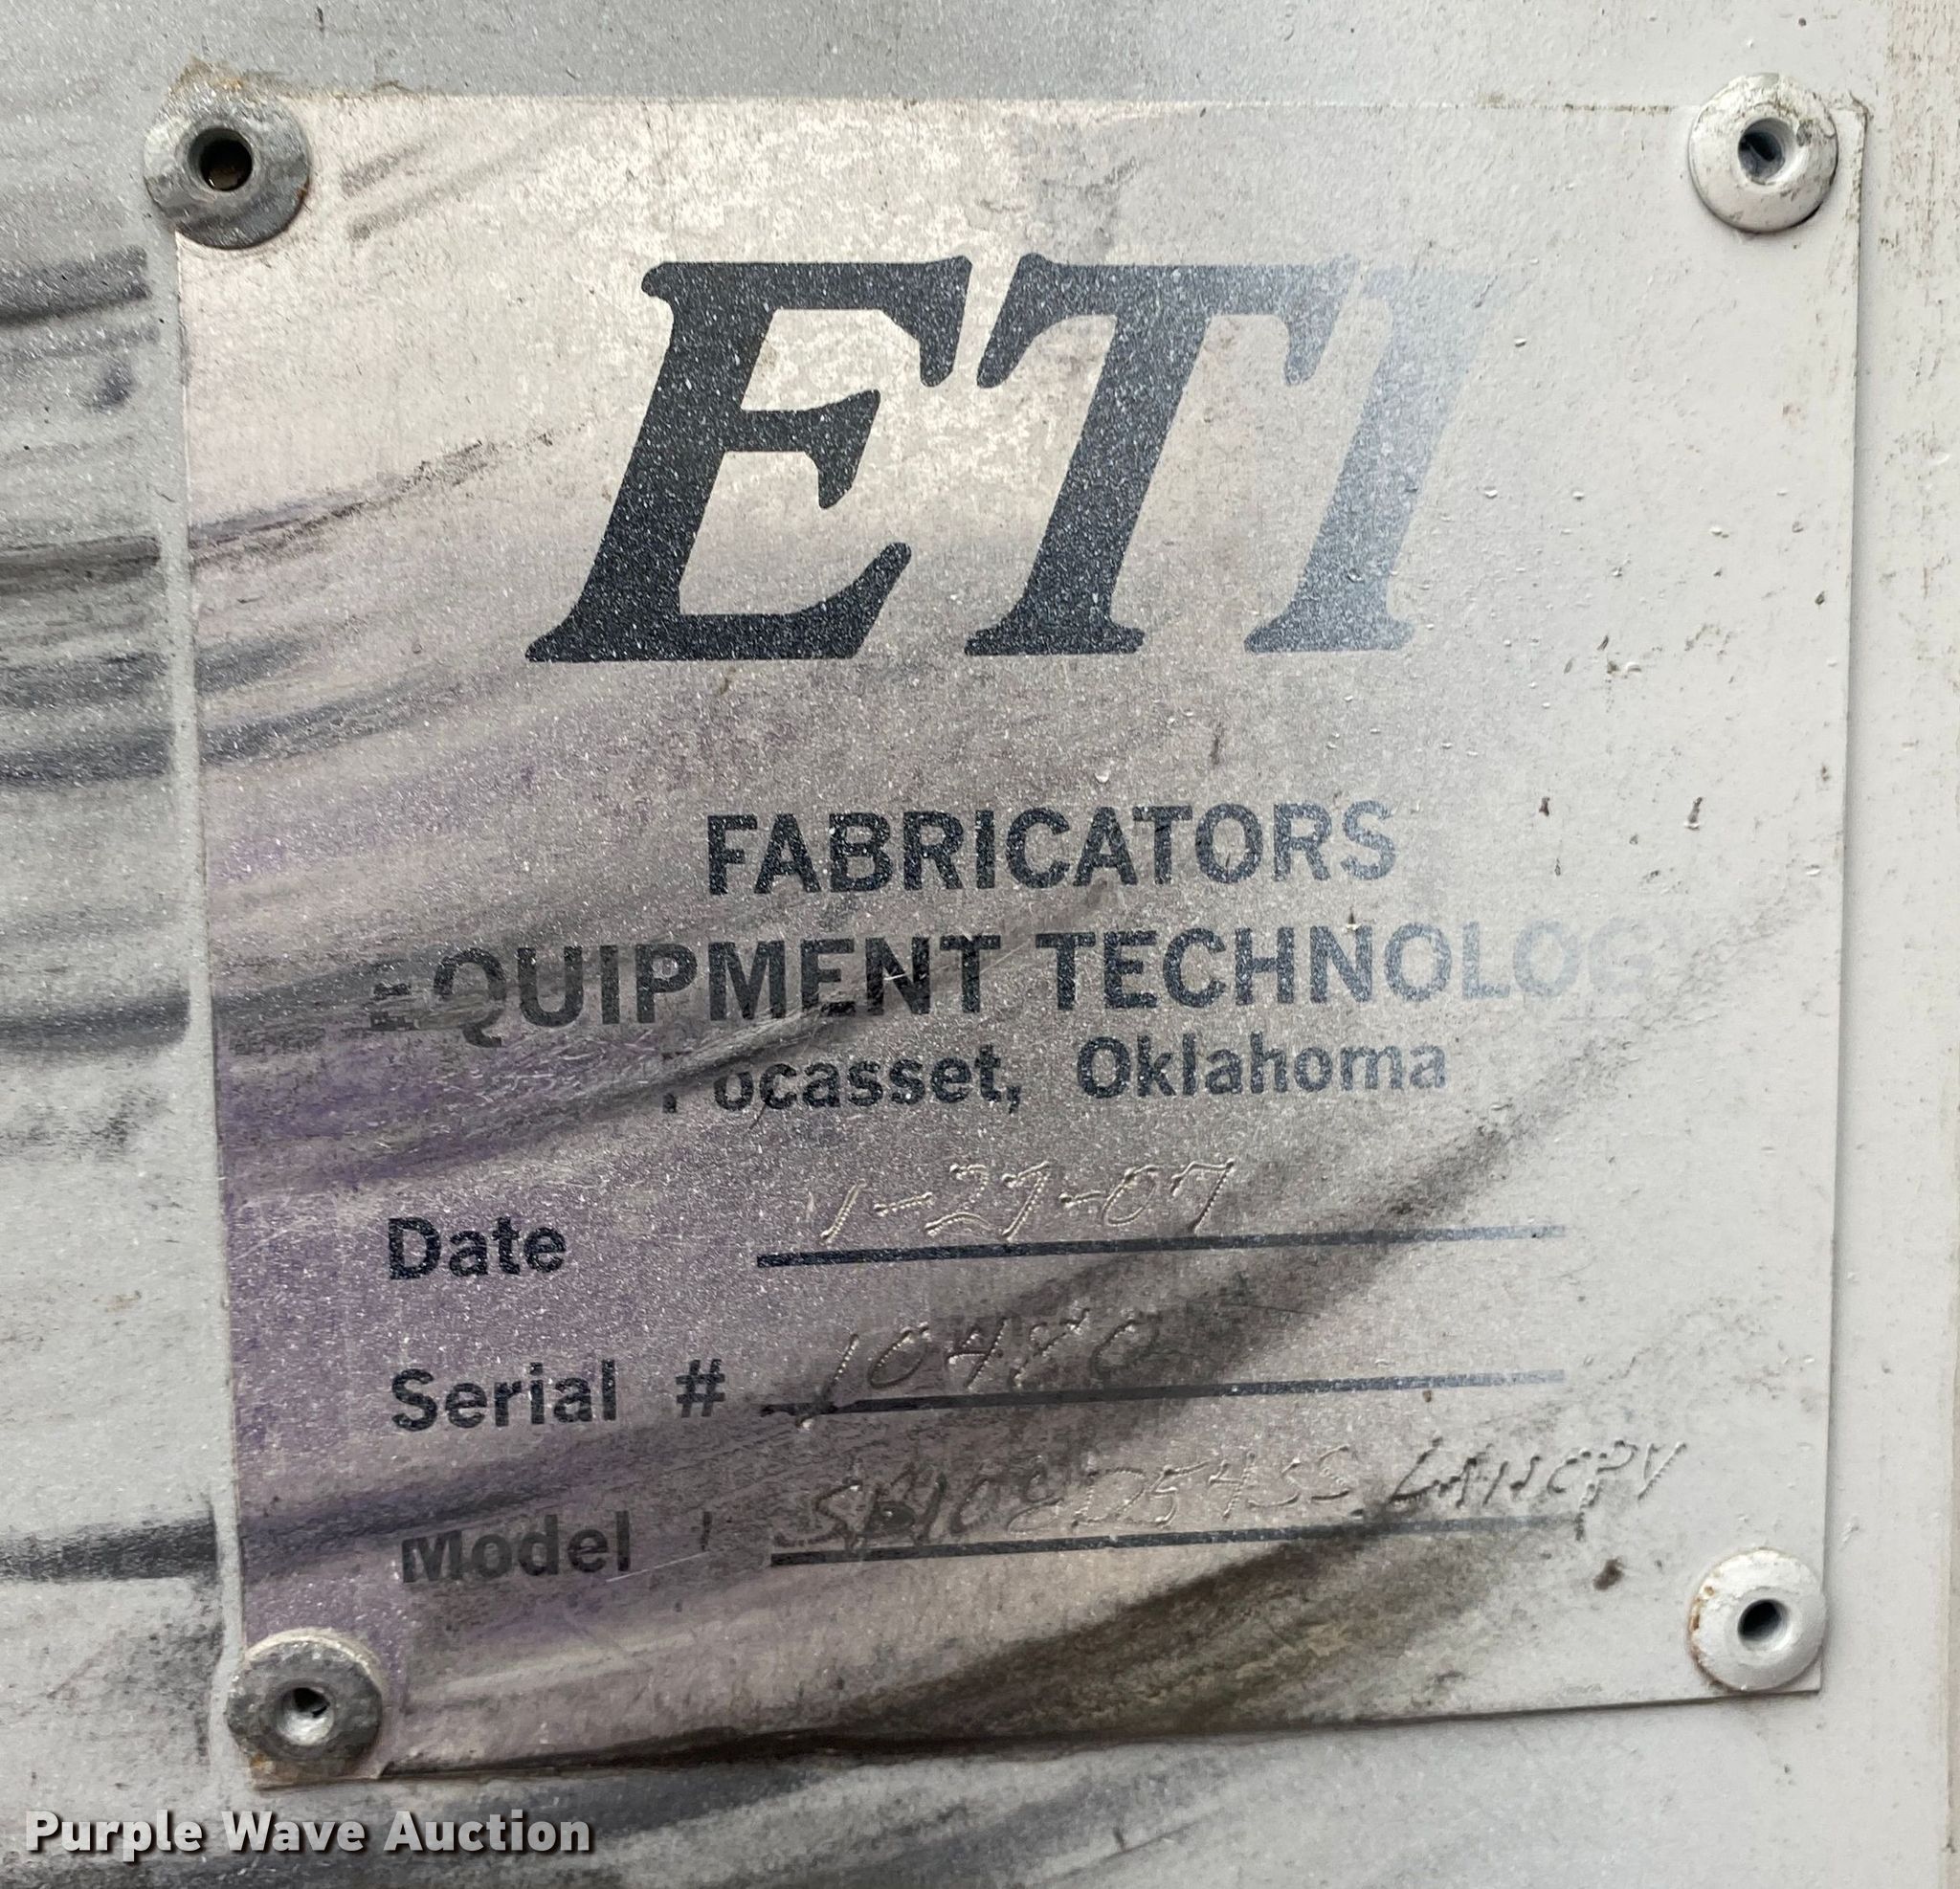 ETI
FABRICATORS
EQUIPMENT TECHNOLOG
Pocasset, Oklahoma
Date 1-27-07
Serial # 10480
Model
Purple Wave Auction